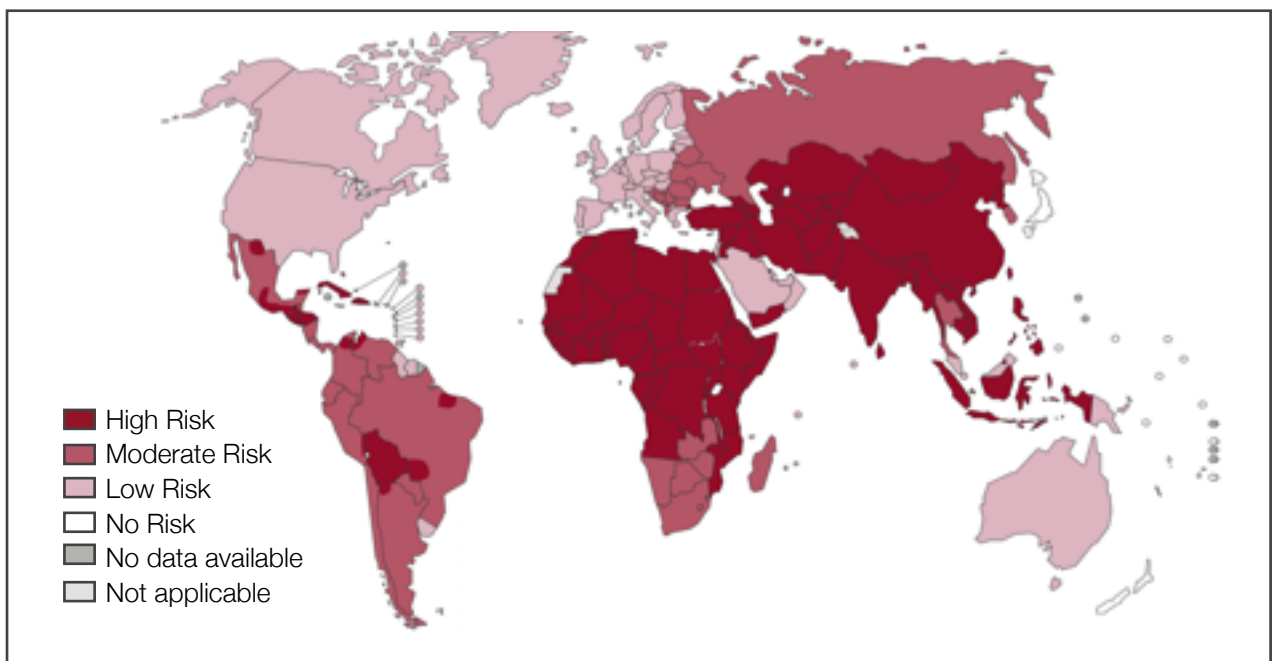 High Risk
Moderate Risk
Low Risk
No Risk
No data available
Not applicable